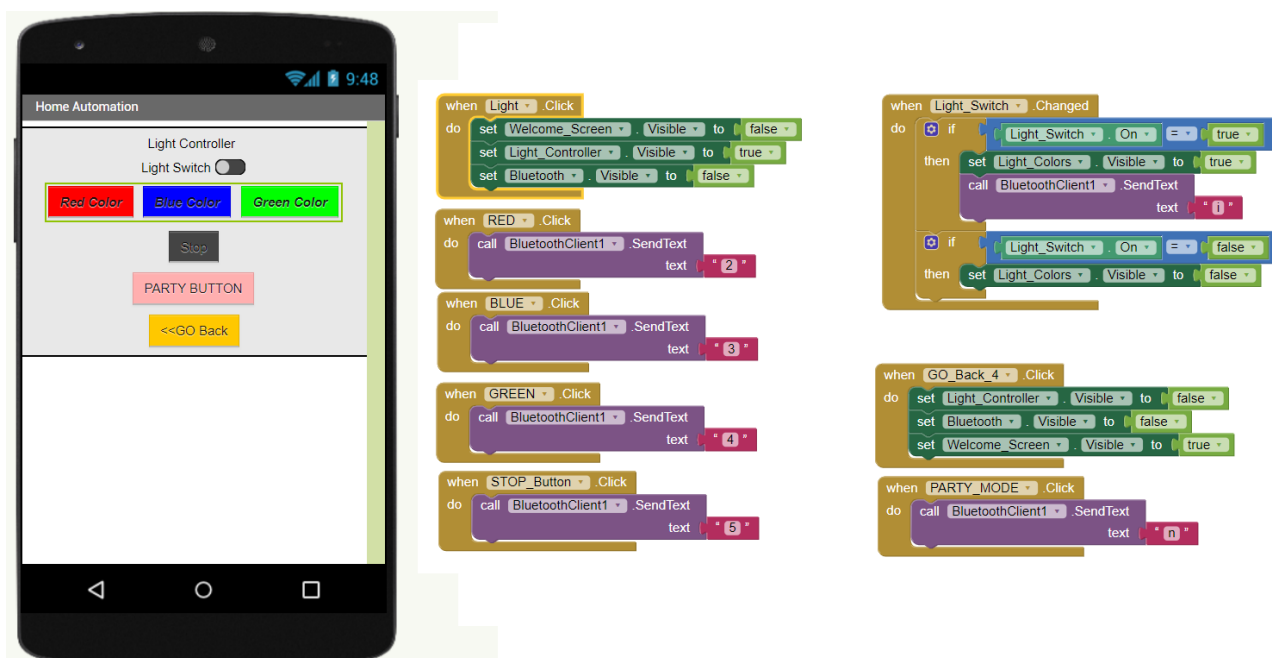 9:48
Home Automation
Light Controller
Light Switch
Red Color Blue Color Green Color
Stop
PARTY BUTTON
<<GO Back
when Light .Click
do set Welcome_Screen . Visible to false
set Light_Controller . Visible to true
set Bluetooth . Visible to false
when RED .Click
do call BluetoothClient1 .SendText
text " 2 "
when BLUE .Click
do call BluetoothClient1 .SendText
text " 3 "
when GREEN .Click
do call BluetoothClient1 .SendText
text " 4 "
when STOP_Button .Click
do call BluetoothClient1 .SendText
text " 5 "
when Light_Switch .Changed
do if Light_Switch . On = true
then set Light_Colors . Visible to true
call BluetoothClient1 .SendText
text " i "
if Light_Switch . On = false
then set Light_Colors . Visible to false
when GO_Back_4 .Click
do set Light_Controller . Visible to false
set Bluetooth . Visible to false
set Welcome_Screen . Visible to true
when PARTY_MODE .Click
do call BluetoothClient1 .SendText
text " n "